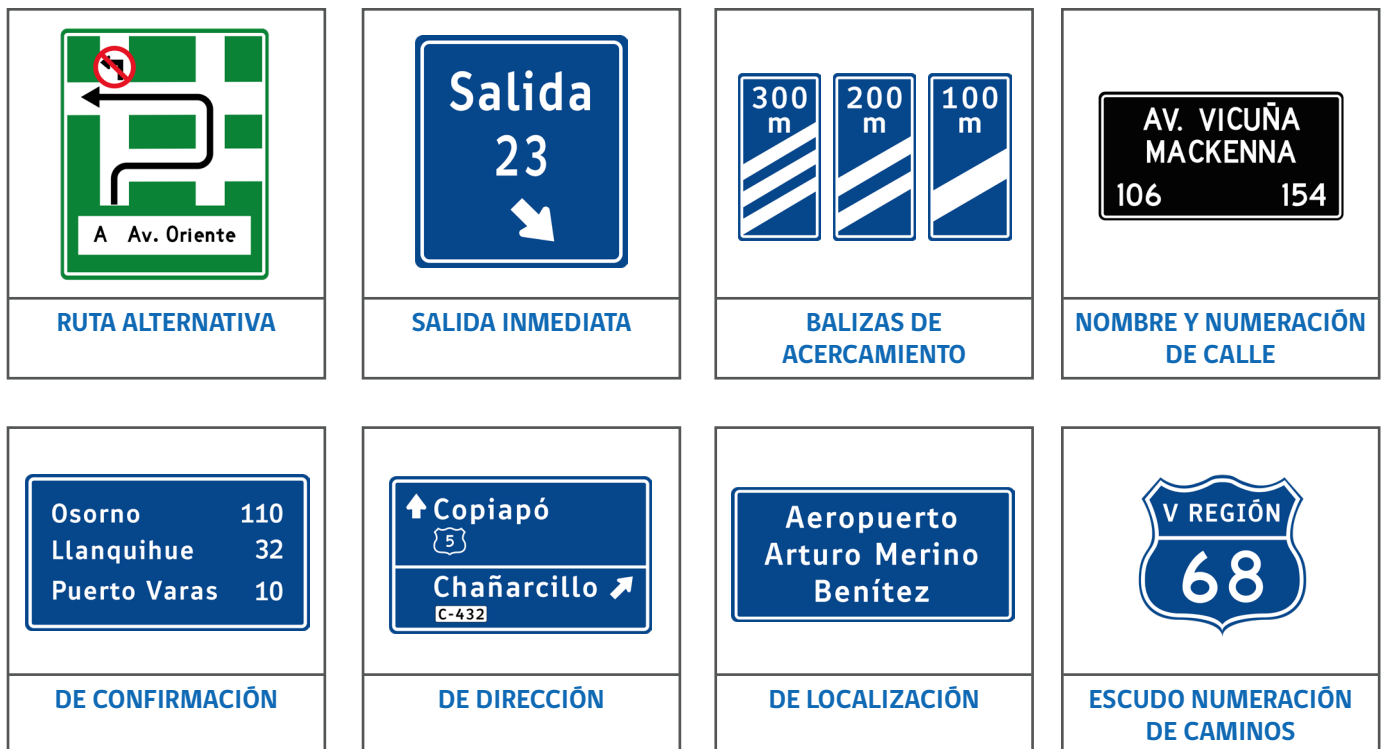 A Av. Oriente
RUTA ALTERNATIVA
Salida
23
SALIDA INMEDIATA
300
m
200
m
100
m
BALIZAS DE
ACERCAMIENTO
AV. VICUÑA
MACKENNA
106 154
NOMBRE Y NUMERACIÓN
DE CALLE
Osorno 110
Llanquihue 32
Puerto Varas 10
DE CONFIRMACIÓN
Copiapó
5
Chañarcillo
C-432
DE DIRECCIÓN
Aeropuerto
Arturo Merino
Benítez
DE LOCALIZACIÓN
V REGIÓN
68
ESCUDO NUMERACIÓN
DE CAMINOS